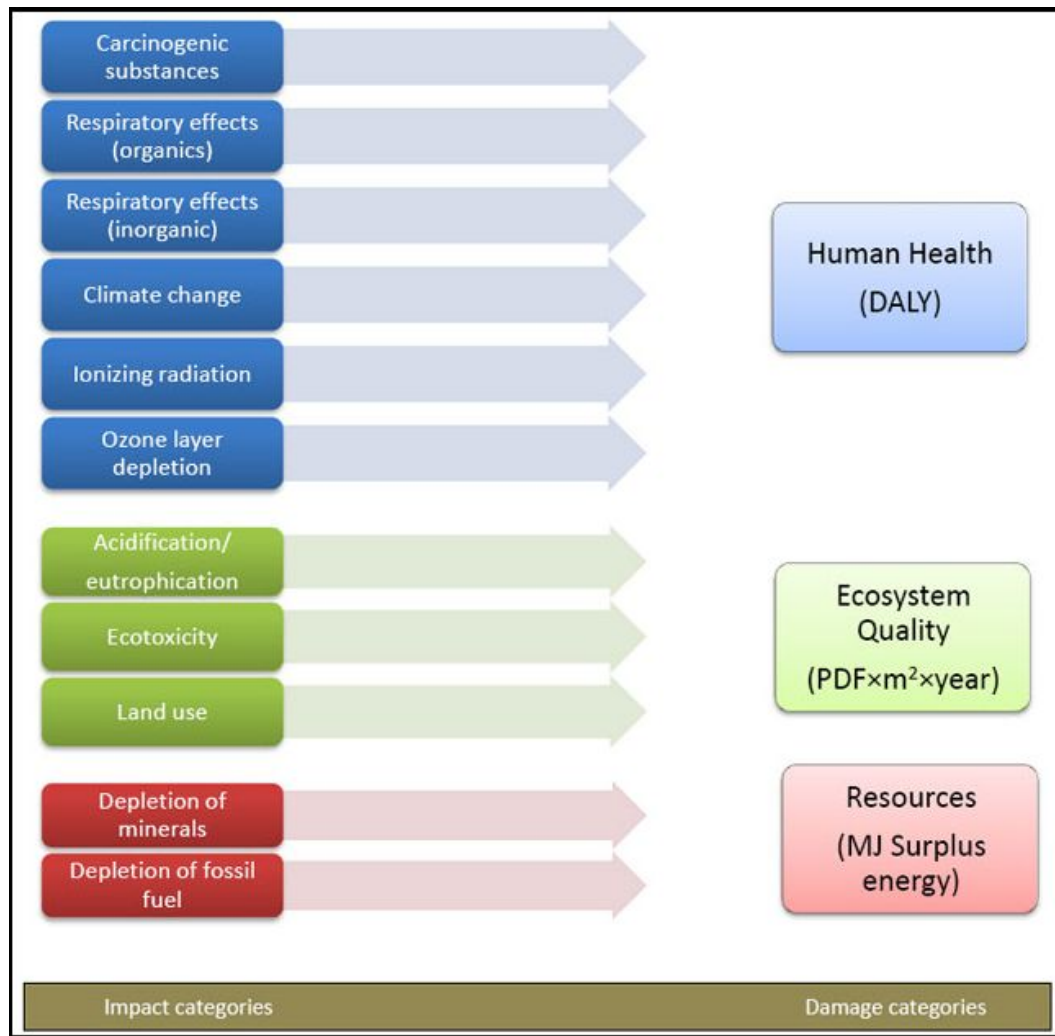 Carcinogenic
substances
Respiratory effects
(organics)
Respiratory effects
(inorganic)
Climate change
Ionizing radiation
Ozone layer
depletion
Human Health
(DALY)
Acidification/
eutrophication
Ecotoxicity
Land use
Ecosystem
Quality
(PDF×m²×year)
Depletion of
minerals
Depletion of fossil
fuel
Resources
(MJ Surplus
energy)
Impact categories
Damage categories